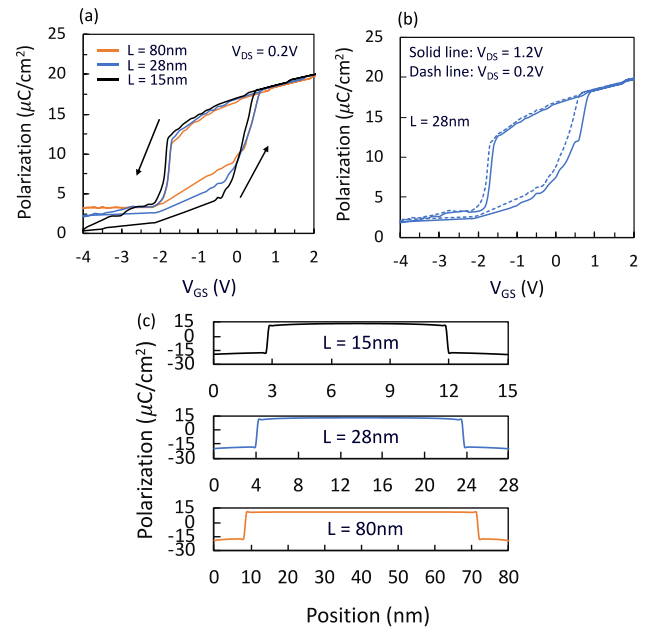 (a)
L = 80nm
L = 28nm
L = 15nm
V_DS = 0.2V
Polarization (μC/cm²)
25
20
15
10
5
0
-4 -3 -2 -1 0 1 2
V_GS (V)
(b)
Solid line: V_DS = 1.2V
Dash line: V_DS = 0.2V
L = 28nm
Polarization (μC/cm²)
25
20
15
10
5
0
-4 -3 -2 -1 0 1 2
V_GS (V)
(c)
Polarization (μC/cm²)
15
0
-15
-30
L = 15nm
0 3 6 9 12 15
15
0
-15
-30
L = 28nm
0 4 8 12 16 20 24 28
15
0
-15
-30
L = 80nm
0 10 20 30 40 50 60 70 80
Position (nm)